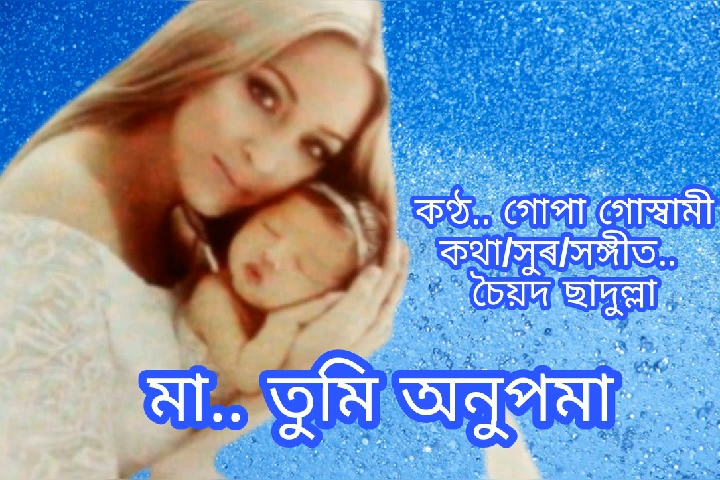 কণ্ঠ.. গোপা গোস্বামী
কথা/সুৰ/সঙ্গীত..
চৈয়দ ছাদুল্লা
মা.. তুমি অনুপমা